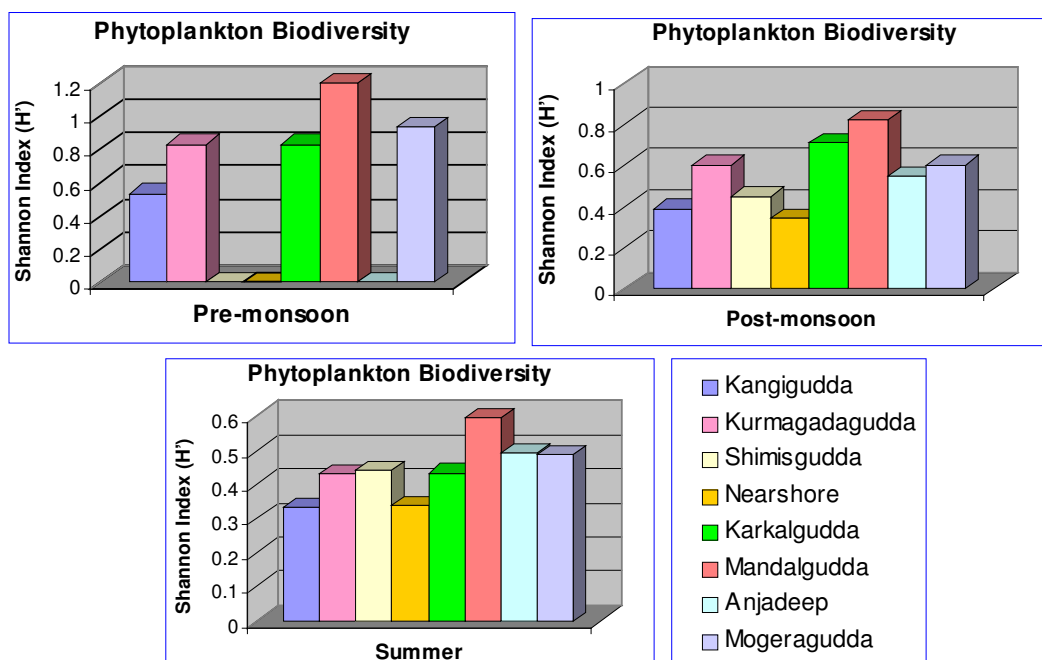 Phytoplankton Biodiversity
Shannon Index (H')
1.2
1
0.8
0.6
0.4
0.2
0
Pre-monsoon
Phytoplankton Biodiversity
Shannon Index (H')
1
0.8
0.6
0.4
0.2
0
Post-monsoon
Phytoplankton Biodiversity
Shannon Index (H')
0.6
0.5
0.4
0.3
0.2
0.1
0
Summer
Kangigudda
Kurmagadagudda
Shimisgudda
Nearshore
Karkalgudda
Mandalgudda
Anjadeep
Mogeragudda